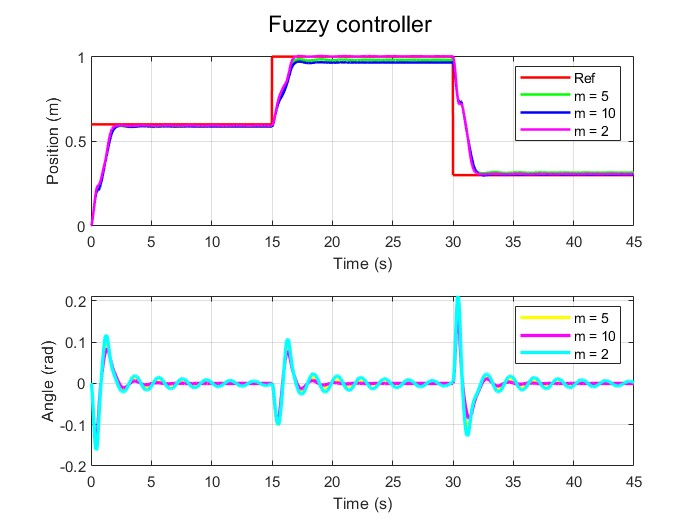 Fuzzy controller
1
0.5
0
Position (m)
Ref
m = 5
m = 10
m = 2
0 5 10 15 20 25 30 35 40 45
Time (s)
0.2
0.1
0
-0.1
-0.2
Angle (rad)
m = 5
m = 10
m = 2
0 5 10 15 20 25 30 35 40 45
Time (s)